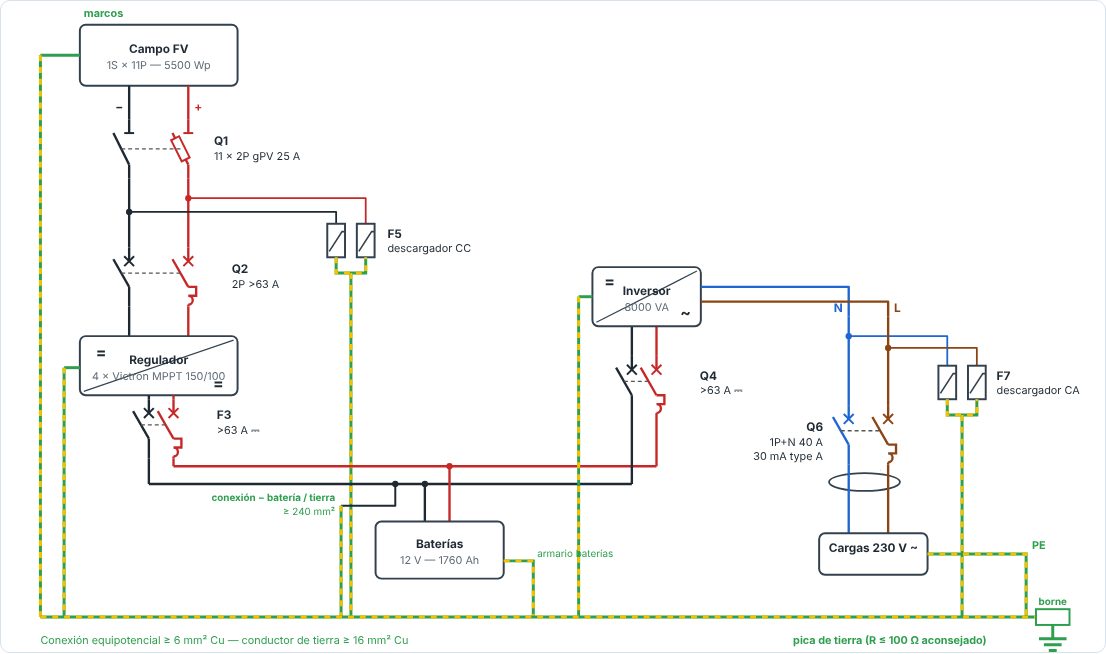 marcos
Campo FV
1S × 11P — 5500 Wp
− +
Q1
11 × 2P gPV 25 A
F5
descargador CC
Q2
2P >63 A
=
Inversor
8000 VA
~
N L
=
Regulador
4 × Victron MPPT 150/100
=
Q4
>63 A ⎓
F7
descargador CA
F3
>63 A ⎓
Q6
1P+N 40 A
30 mA type A
conexión − batería / tierra
≥ 240 mm²
Baterías
12 V — 1760 Ah
armario baterías
Cargas 230 V ~
PE
borne
Conexión equipotencial ≥ 6 mm² Cu — conductor de tierra ≥ 16 mm² Cu
pica de tierra (R ≤ 100 Ω aconsejado)